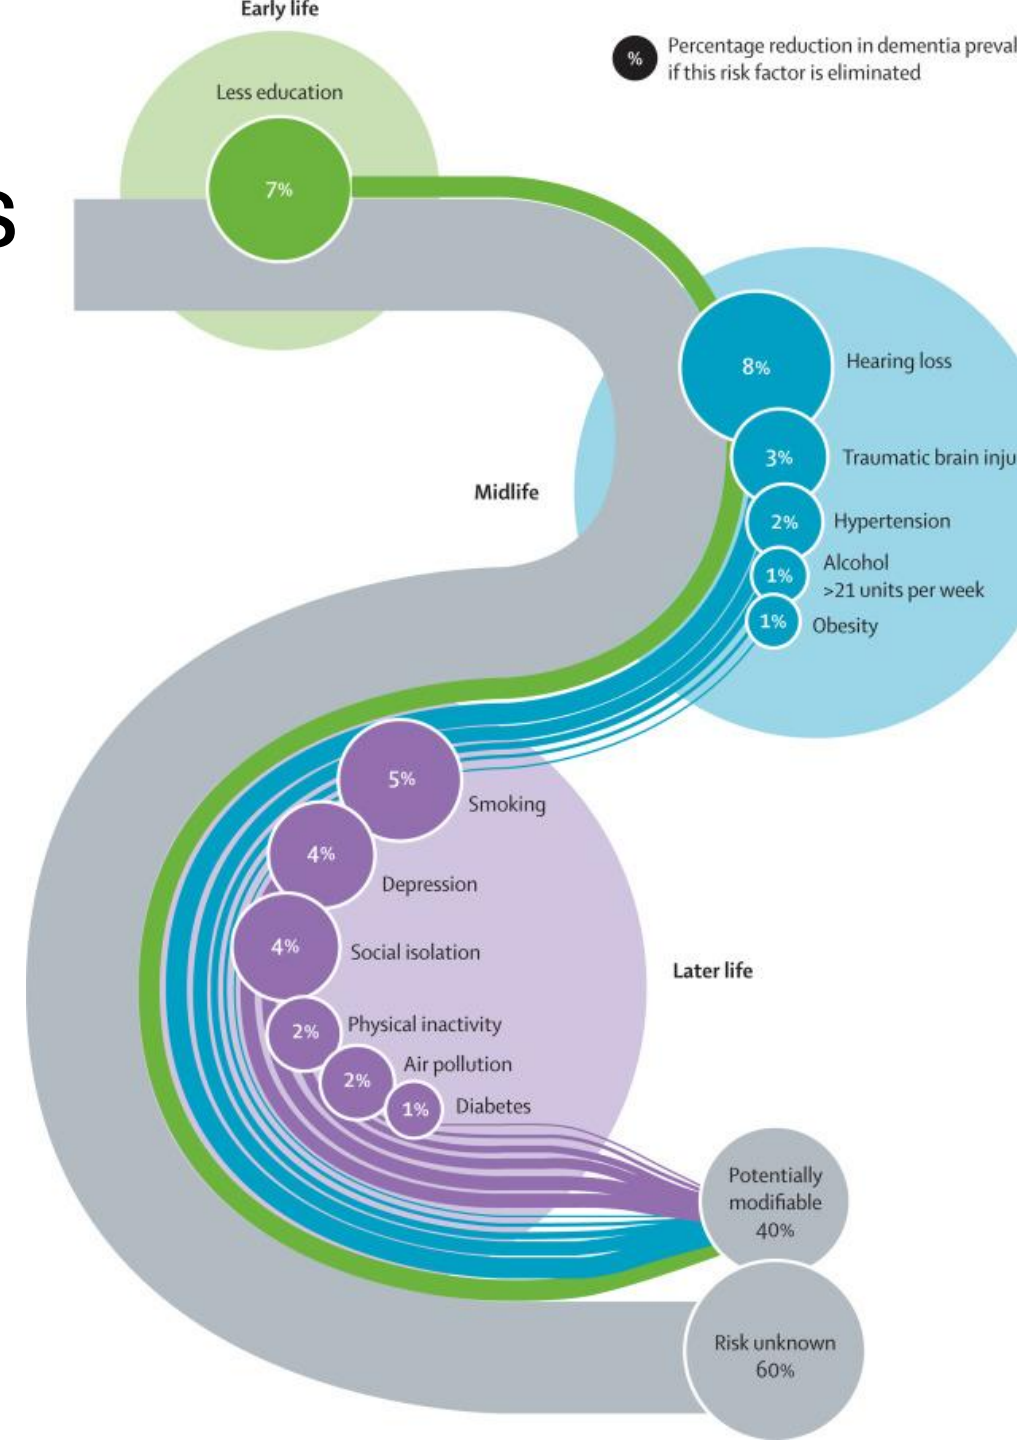 Early life
%
Percentage reduction in dementia
if this risk factor is eliminated
Less education
7%
s
8%
Hearing loss
3%
Traumatic brain
Midlife
2%
Hypertension
1%
Alcohol
>21 units per week
1%
Obesity
5%
Smoking
4%
Depression
4%
Social isolation
Later life
2%
Physical inactivity
2%
Air pollution
1%
Diabetes
Potentially
modifiable
40%
Risk unknown
60%